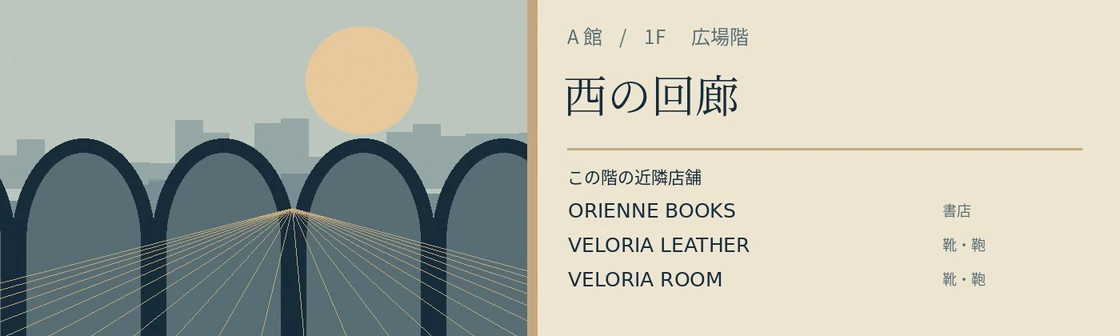 A館 / 1F 広場階
西の回廊
この階の近隣店舗
ORIENNE BOOKS 書店
VELORIA LEATHER 靴・鞄
VELORIA ROOM 靴・鞄